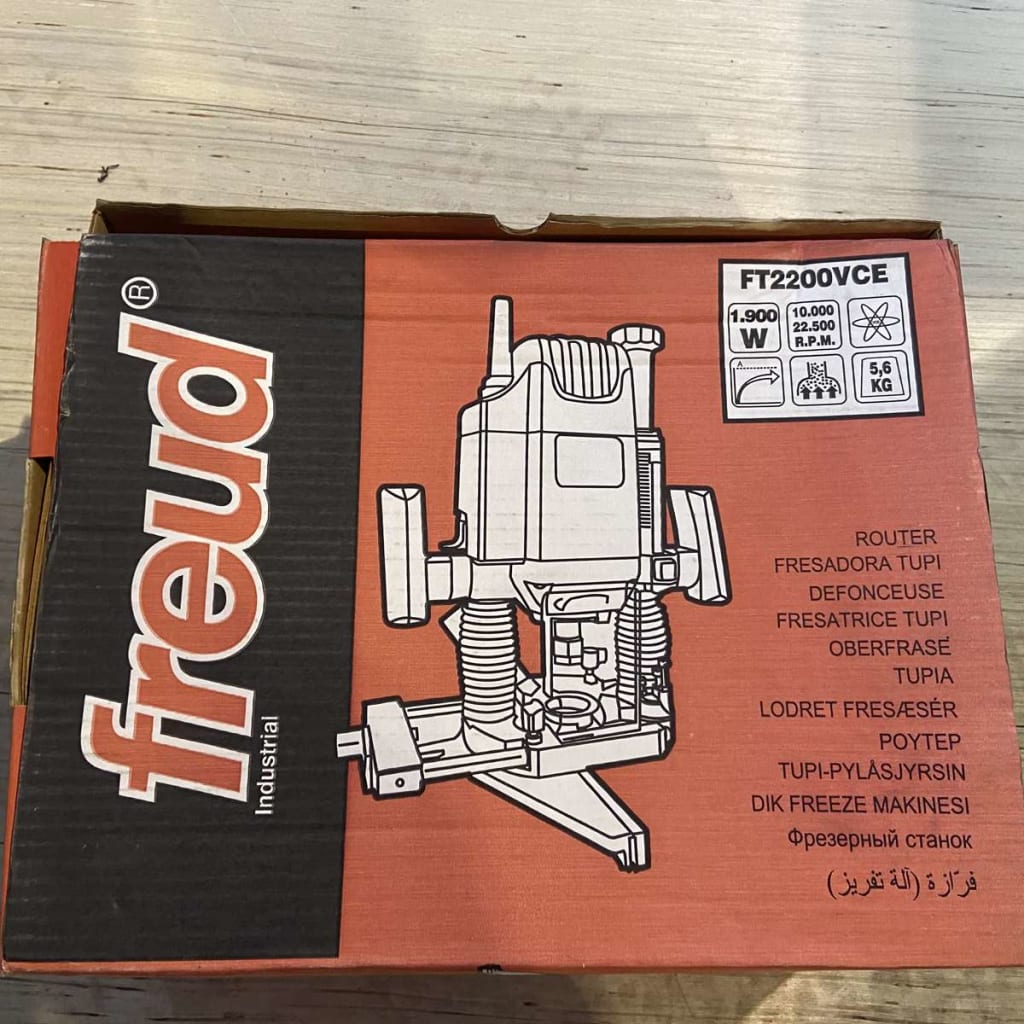 freud®
Industrial
FT2200VCE
1.900
W
10.000
22.500
R.P.M.
A
5,6
KG
ROUTER
FRESADORA TUPI
DEFONCEUSE
FRESATRICE TUPI
OBERFRASE
TUPIA
LODRET FRESÆSÉR
POYTEP
TUPI-PYLÅSJYRSIN
DIK FREEZE MAKINESI
Фрезерный станок
فرّازة (آلة تفريز)